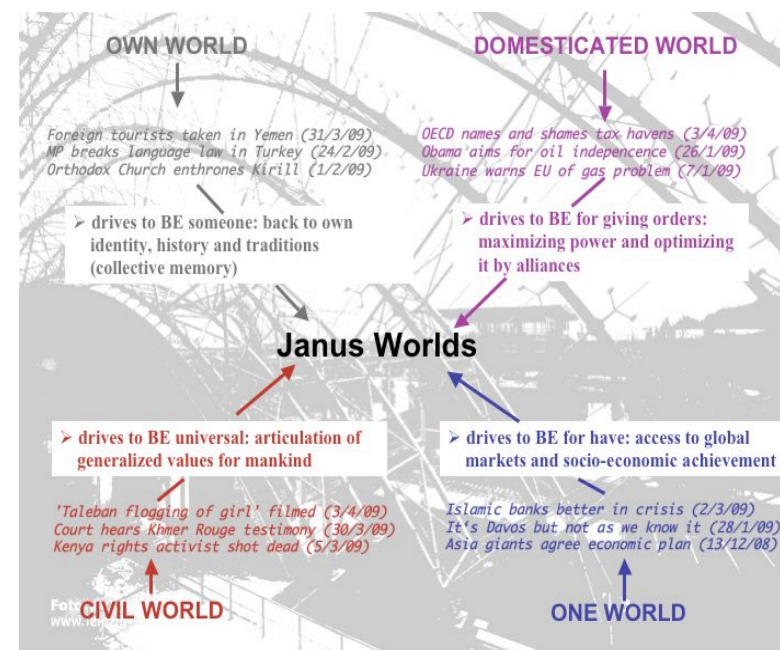 OWN WORLD
Foreign tourists taken in Yemen (31/3/09)
MP breaks language law in Turkey (24/2/09)
Orthodox Church enthrones Kirill (1/2/09)
➢ drives to BE someone: back to own
identity, history and traditions
(collective memory)
DOMESTICATED WORLD
OECD names and shames tax havens (3/4/09)
Obama aims for oil indepencence (26/1/09)
Ukraine warns EU of gas problem (7/1/09)
➢ drives to BE for giving orders:
maximizing power and optimizing
it by alliances
Janus Worlds
➢ drives to BE universal: articulation of
generalized values for mankind
'Taleban flogging of girl' filmed (3/4/09)
Court hears Khmer Rouge testimony (30/3/09)
Kenya rights activist shot dead (5/3/09)
CIVIL WORLD
➢ drives to BE for have: access to global
markets and socio-economic achievement
Islamic banks better in crisis (2/3/09)
It's Davos but not as we know it (28/1/09)
Asia giants agree economic plan (13/12/08)
ONE WORLD